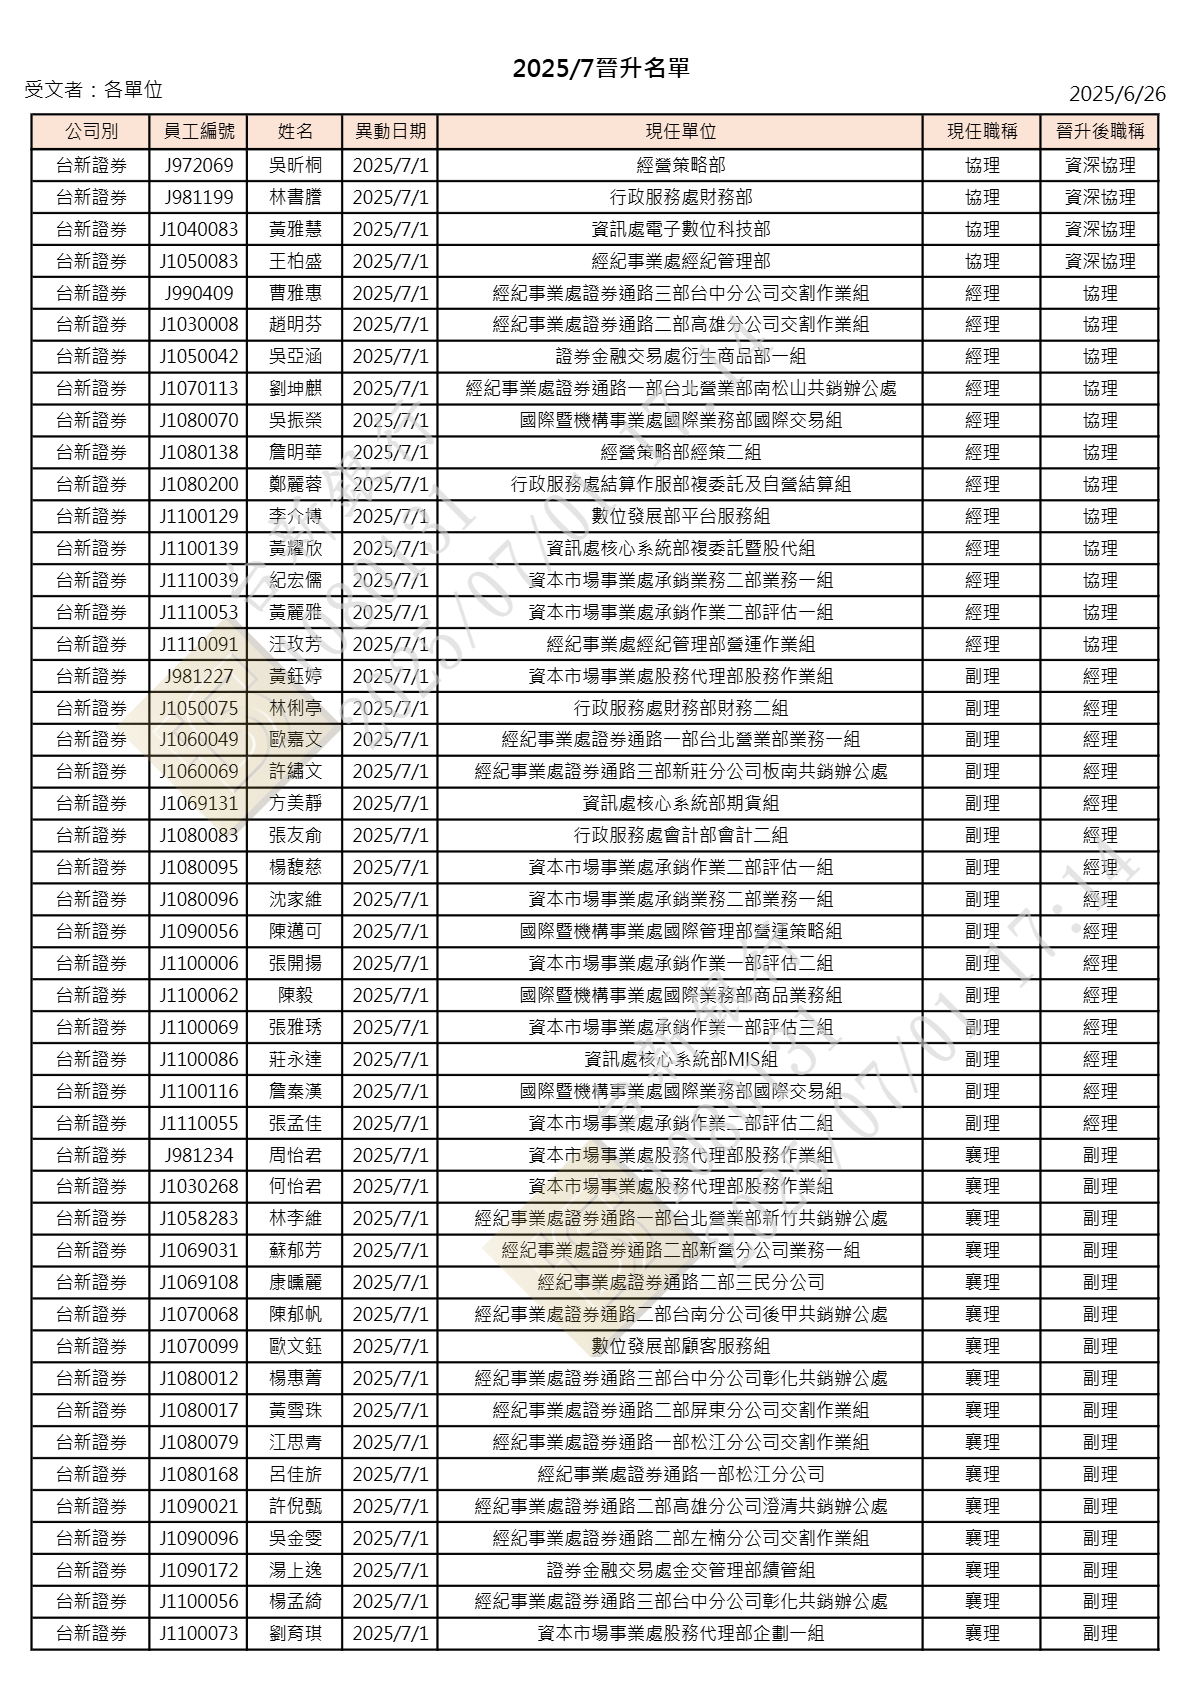 2025/7晉升名單
受文者：各單位
2025/6/26
公司別 員工編號 姓名 異動日期 現任單位 現任職稱 晉升後職稱
台新證券 J972069 吳昕桐 2025/7/1 經營策略部 協理 資深協理
台新證券 J981199 林書謄 2025/7/1 行政服務處財務部 協理 資深協理
台新證券 J1040083 黃雅慧 2025/7/1 資訊處電子數位科技部 協理 資深協理
台新證券 J1050083 王柏盛 2025/7/1 經紀事業處經紀管理部 協理 資深協理
台新證券 J990409 曹雅惠 2025/7/1 經紀事業處證券通路三部台中分公司交割作業組 經理 協理
台新證券 J1030008 趙明芬 2025/7/1 經紀事業處證券通路二部高雄分公司交割作業組 經理 協理
台新證券 J1050042 吳亞涵 2025/7/1 證券金融交易處衍生商品部一組 經理 協理
台新證券 J1070113 劉坤麒 2025/7/1 經紀事業處證券通路一部台北營業部南松山共銷辦公處 經理 協理
台新證券 J1080070 吳振榮 2025/7/1 國際暨機構事業處國際業務部國際交易組 經理 協理
台新證券 J1080138 詹明華 2025/7/1 經營策略部經策二組 經理 協理
台新證券 J1080200 鄭麗蓉 2025/7/1 行政服務處結算作服部複委託及自營結算組 經理 協理
台新證券 J1100129 李介博 2025/7/1 數位發展部平台服務組 經理 協理
台新證券 J1100139 黃耀欣 2025/7/1 資訊處核心系統部複委託暨股代組 經理 協理
台新證券 J1110039 紀宏儒 2025/7/1 資本市場事業處承銷業務二部業務一組 經理 協理
台新證券 J1110053 黃麗雅 2025/7/1 資本市場事業處承銷作業二部評估一組 經理 協理
台新證券 J1110091 汪玫芳 2025/7/1 經紀事業處經紀管理部營運作業組 經理 協理
台新證券 J981227 黃鈺婷 2025/7/1 資本市場事業處股務代理部股務作業組 副理 經理
台新證券 J1050075 林俐亭 2025/7/1 行政服務處財務部財務二組 副理 經理
台新證券 J1060049 歐嘉文 2025/7/1 經紀事業處證券通路一部台北營業部業務一組 副理 經理
台新證券 J1060069 許繡文 2025/7/1 經紀事業處證券通路三部新莊分公司板南共銷辦公處 副理 經理
台新證券 J1069131 方美靜 2025/7/1 資訊處核心系統部期貨組 副理 經理
台新證券 J1080083 張友俞 2025/7/1 行政服務處會計部會計二組 副理 經理
台新證券 J1080095 楊馥慈 2025/7/1 資本市場事業處承銷作業二部評估一組 副理 經理
台新證券 J1080096 沈家維 2025/7/1 資本市場事業處承銷業務二部業務一組 副理 經理
台新證券 J1090056 陳邁可 2025/7/1 國際暨機構事業處國際管理部營運策略組 副理 經理
台新證券 J1100006 張開揚 2025/7/1 資本市場事業處承銷作業一部評估二組 副理 經理
台新證券 J1100062 陳毅 2025/7/1 國際暨機構事業處國際業務部商品業務組 副理 經理
台新證券 J1100069 張雅琇 2025/7/1 資本市場事業處承銷作業一部評估三組 副理 經理
台新證券 J1100086 莊永達 2025/7/1 資訊處核心系統部MIS組 副理 經理
台新證券 J1100116 詹秦漢 2025/7/1 國際暨機構事業處國際業務部國際交易組 副理 經理
台新證券 J1110055 張孟佳 2025/7/1 資本市場事業處承銷作業二部評估二組 副理 經理
台新證券 J981234 周怡君 2025/7/1 資本市場事業處股務代理部股務作業組 襄理 副理
台新證券 J1030268 何怡君 2025/7/1 資本市場事業處股務代理部股務作業組 襄理 副理
台新證券 J1058283 林李維 2025/7/1 經紀事業處證券通路一部台北營業部新竹共銷辦公處 襄理 副理
台新證券 J1069031 蘇郁芳 2025/7/1 經紀事業處證券通路二部新營分公司業務一組 襄理 副理
台新證券 J1069108 康曛麗 2025/7/1 經紀事業處證券通路二部三民分公司 襄理 副理
台新證券 J1070068 陳郁帆 2025/7/1 經紀事業處證券通路二部台南分公司後甲共銷辦公處 襄理 副理
台新證券 J1070099 歐文鈺 2025/7/1 數位發展部顧客服務組 襄理 副理
台新證券 J1080012 楊惠菁 2025/7/1 經紀事業處證券通路三部台中分公司彰化共銷辦公處 襄理 副理
台新證券 J1080017 黃雪珠 2025/7/1 經紀事業處證券通路二部屏東分公司交割作業組 襄理 副理
台新證券 J1080079 江思青 2025/7/1 經紀事業處證券通路一部松江分公司交割作業組 襄理 副理
台新證券 J1080168 呂佳旂 2025/7/1 經紀事業處證券通路一部松江分公司 襄理 副理
台新證券 J1090021 許倪甄 2025/7/1 經紀事業處證券通路二部高雄分公司澄清共銷辦公處 襄理 副理
台新證券 J1090096 吳金雯 2025/7/1 經紀事業處證券通路二部左楠分公司交割作業組 襄理 副理
台新證券 J1090172 湯上逸 2025/7/1 證券金融交易處金交管理部績管組 襄理 副理
台新證券 J1100056 楊孟綺 2025/7/1 經紀事業處證券通路三部台中分公司彰化共銷辦公處 襄理 副理
台新證券 J1100073 劉育琪 2025/7/1 資本市場事業處股務代理部企劃一組 襄理 副理
台新銀行
1080131
2025/07/01 17:14
台新銀行
1080131
2025/07/01 17:14